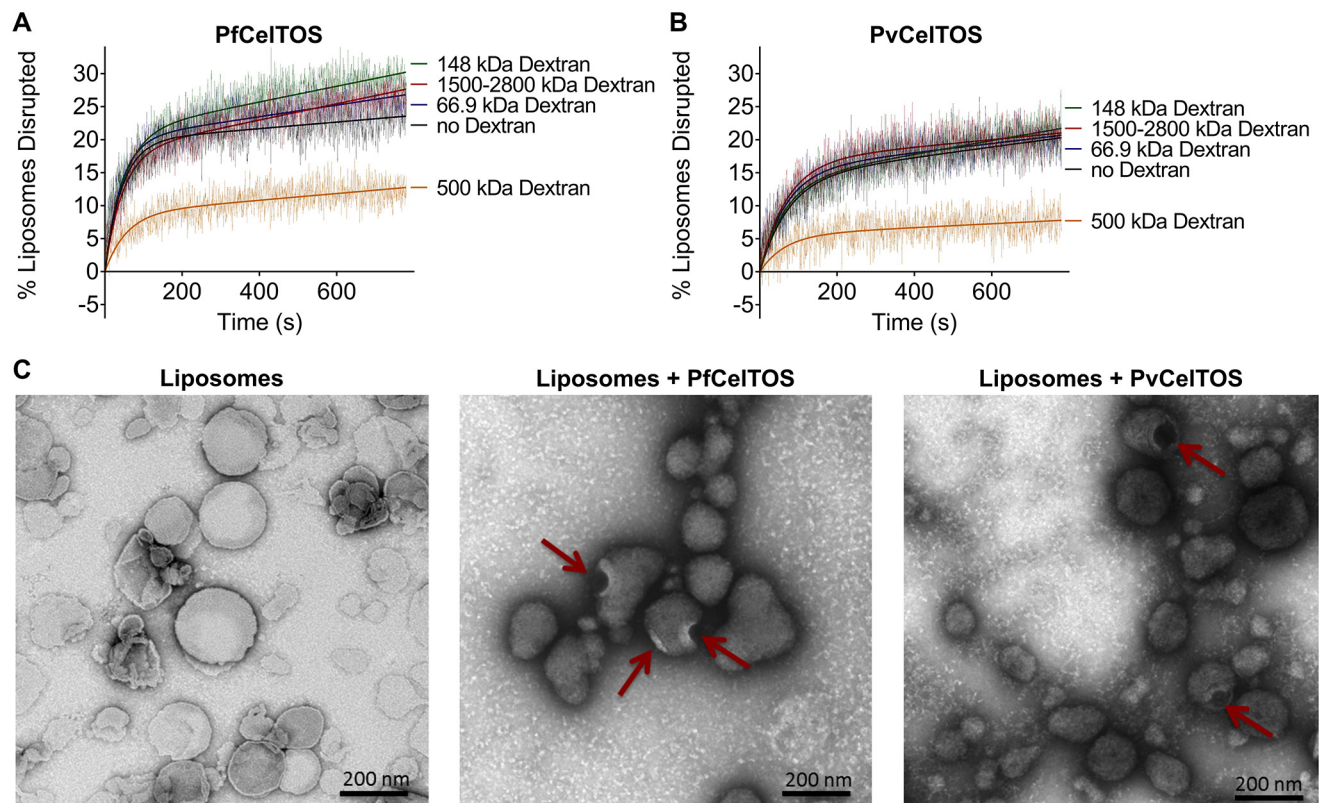 A
PfCelTOS
% Liposomes Disrupted
30
25
20
15
10
5
0
-5
200
400
600
Time (s)
148 kDa Dextran
1500-2800 kDa Dextran
66.9 kDa Dextran
no Dextran
500 kDa Dextran
B
PvCelTOS
% Liposomes Disrupted
30
25
20
15
10
5
0
-5
200
400
600
Time (s)
148 kDa Dextran
1500-2800 kDa Dextran
66.9 kDa Dextran
no Dextran
500 kDa Dextran
C
Liposomes
200 nm
Liposomes + PfCelTOS
200 nm
Liposomes + PvCelTOS
200 nm